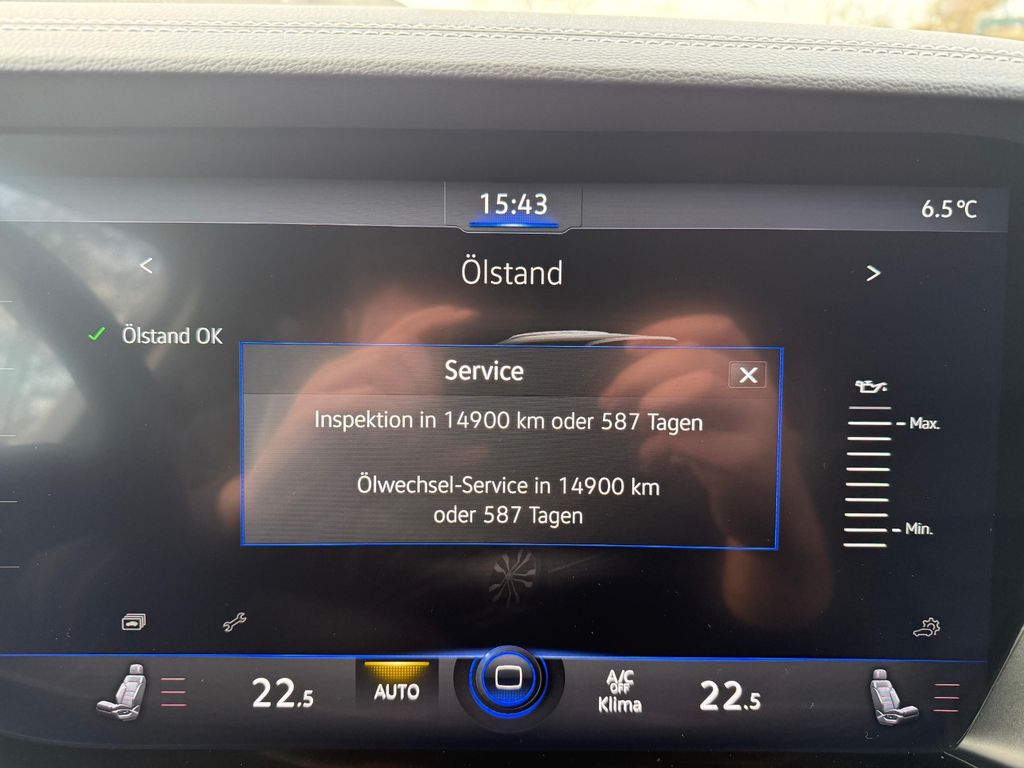 15:43
6.5°C
<
Ölstand
>
Ölstand OK
Service
Inspektion in 14900 km oder 587 Tagen
Ölwechsel-Service in 14900 km
oder 587 Tagen
Max.
Min.
22.5
AUTO
A/C
OFF
Klima
22.5